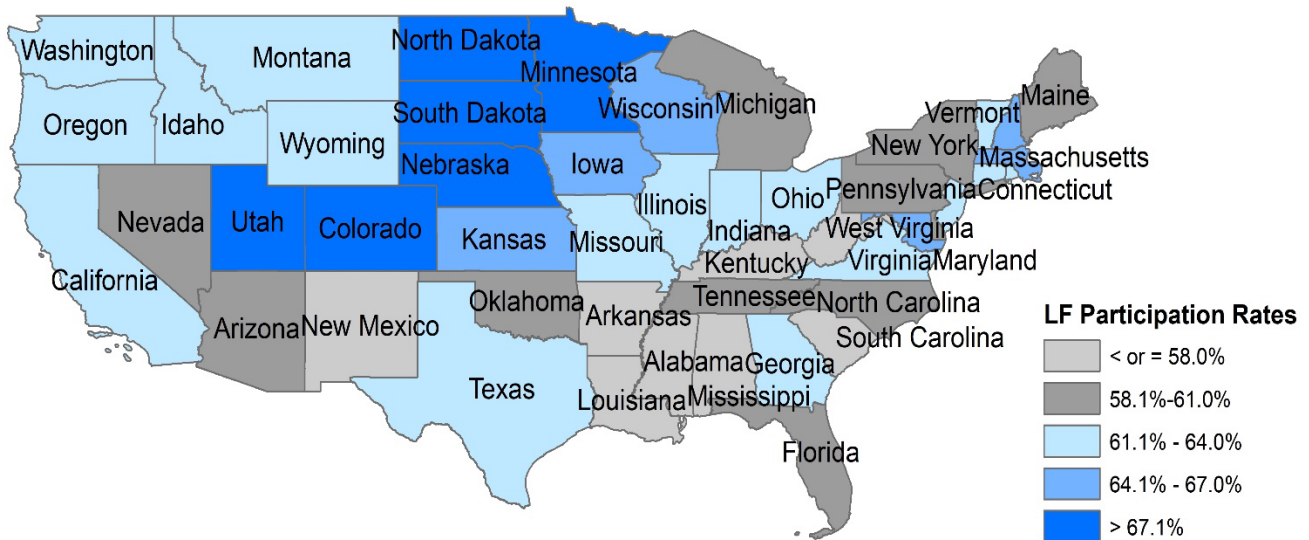 Washington
Montana
North Dakota
Minnesota
Wisconsin
Michigan
Vermont
Maine
Oregon
Idaho
Wyoming
South Dakota
New York
Massachusetts
Nebraska
Iowa
Pennsylvania
Connecticut
Nevada
Utah
Colorado
Kansas
Missouri
Illinois
Indiana
Ohio
West Virginia
California
Kentucky
Virginia
Maryland
Arizona
New Mexico
Oklahoma
Arkansas
Tennessee
North Carolina
South Carolina
Texas
Louisiana
Alabama
Mississippi
Georgia
Florida
LF Participation Rates
< or = 58.0%
58.1%-61.0%
61.1% - 64.0%
64.1% - 67.0%
> 67.1%